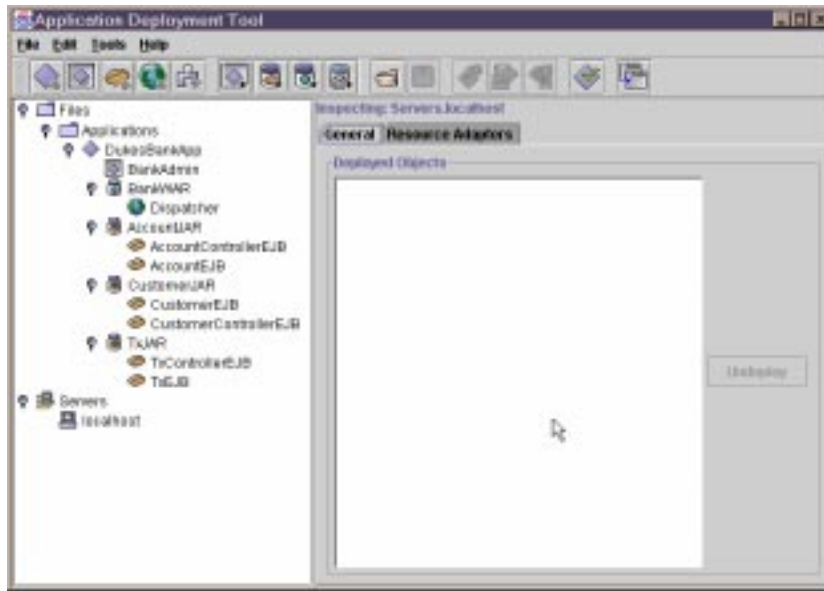 Application Deployment Tool
File Edit Tools Help
Files
Applications
DukesBankApp
BankAdmin
BankWAR
Dispatcher
AccountJAR
AccountControllerEJB
AccountEJB
CustomerJAR
CustomerEJB
CustomerControllerEJB
TxJAR
TxControllerEJB
TxEJB
Servers
localhost
Inspecting: Servers.localhost
General Resource Adapters
Deployed Objects
Undeploy